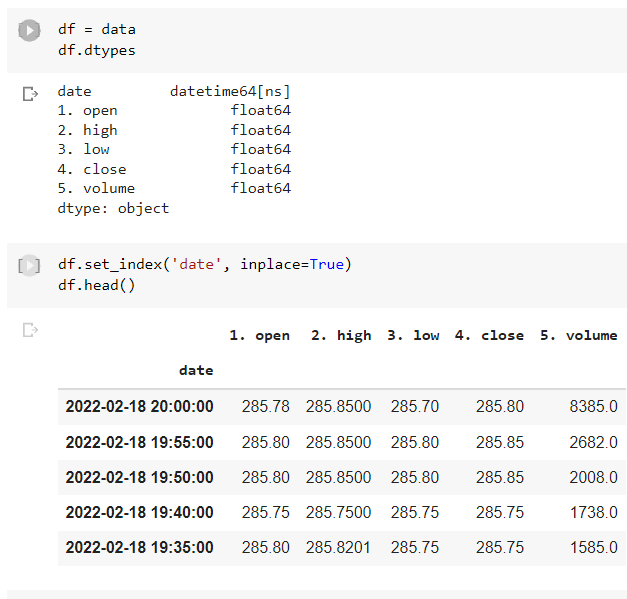 df = data
df.dtypes
date datetime64[ns]
1. open float64
2. high float64
3. low float64
4. close float64
5. volume float64
dtype: object
df.set_index('date', inplace=True)
df.head()
1. open 2. high 3. low 4. close 5. volume
date
2022-02-18 20:00:00 285.78 285.8500 285.70 285.80 8385.0
2022-02-18 19:55:00 285.80 285.8500 285.80 285.85 2682.0
2022-02-18 19:50:00 285.80 285.8500 285.80 285.85 2008.0
2022-02-18 19:40:00 285.75 285.7500 285.75 285.75 1738.0
2022-02-18 19:35:00 285.80 285.8201 285.75 285.75 1585.0